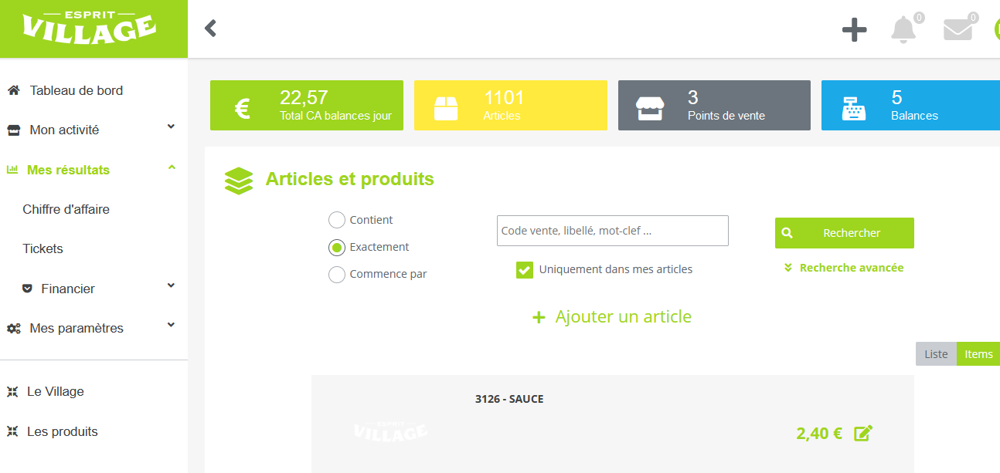 ESPRIT
VILLAGE
0
0
Tableau de bord
Mon activité
Mes résultats
Chiffre d'affaire
Tickets
Financier
Mes paramètres
Le Village
Les produits
€
22,57
Total CA balances jour
1101
Articles
3
Points de vente
5
Balances
Articles et produits
Contient
Exactement
Commence par
Code vente, libellé, mot-clef ...
Uniquement dans mes articles
Rechercher
Recherche avancée
Ajouter un article
Liste
Items
3126 - SAUCE
ESPRIT
VILLAGE
2,40 €